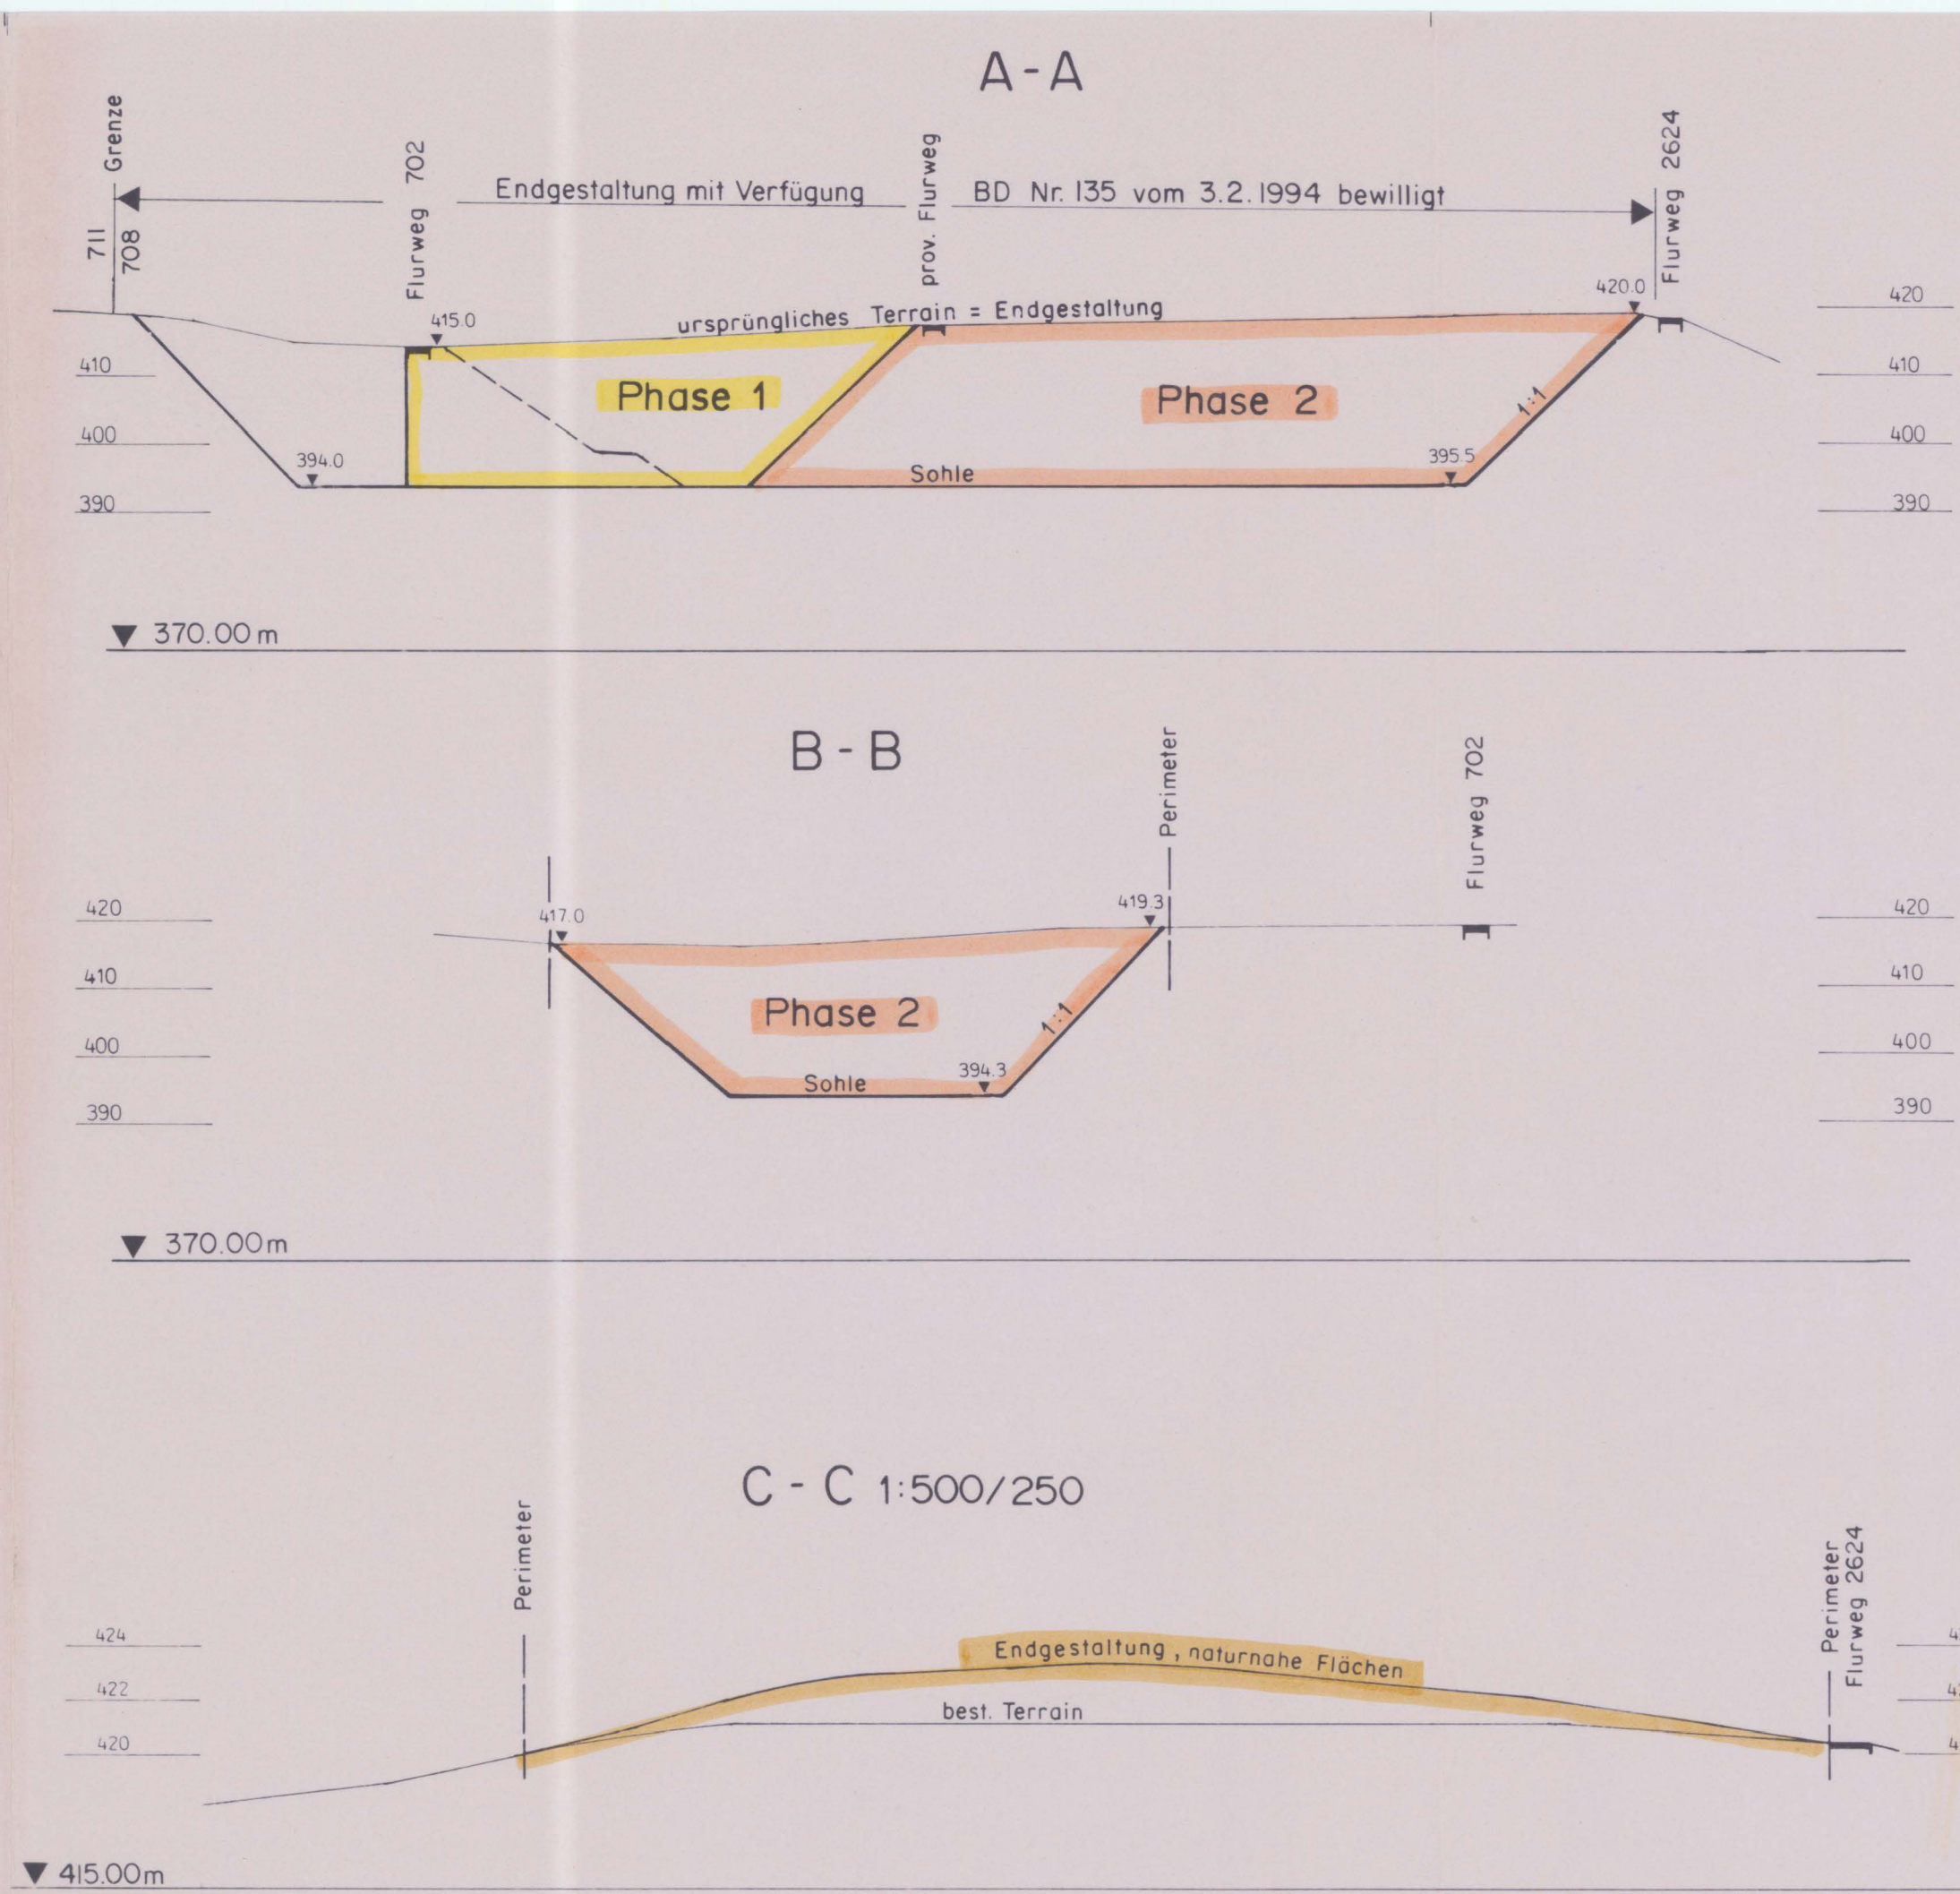 A-A
Grenze
711
708
Flurweg 702
Endgestaltung mit Verfügung
prov. Flurweg
BD Nr. 135 vom 3.2.1994 bewilligt
Flurweg 2624
420.0
420
415.0
ursprüngliches Terrain = Endgestaltung
410
410
Phase 1
Phase 2
1:1
400
400
394.0
Sohle
395.5
390
390
370.00 m
B - B
Perimeter
Flurweg 702
420
417.0
419.3
420
410
410
Phase 2
1:1
400
400
Sohle
394.3
390
390
370.00m
C - C 1:500/250
Perimeter
Perimeter
Flurweg 2624
424
Endgestaltung, naturnahe Flächen
422
best. Terrain
420
415.00m